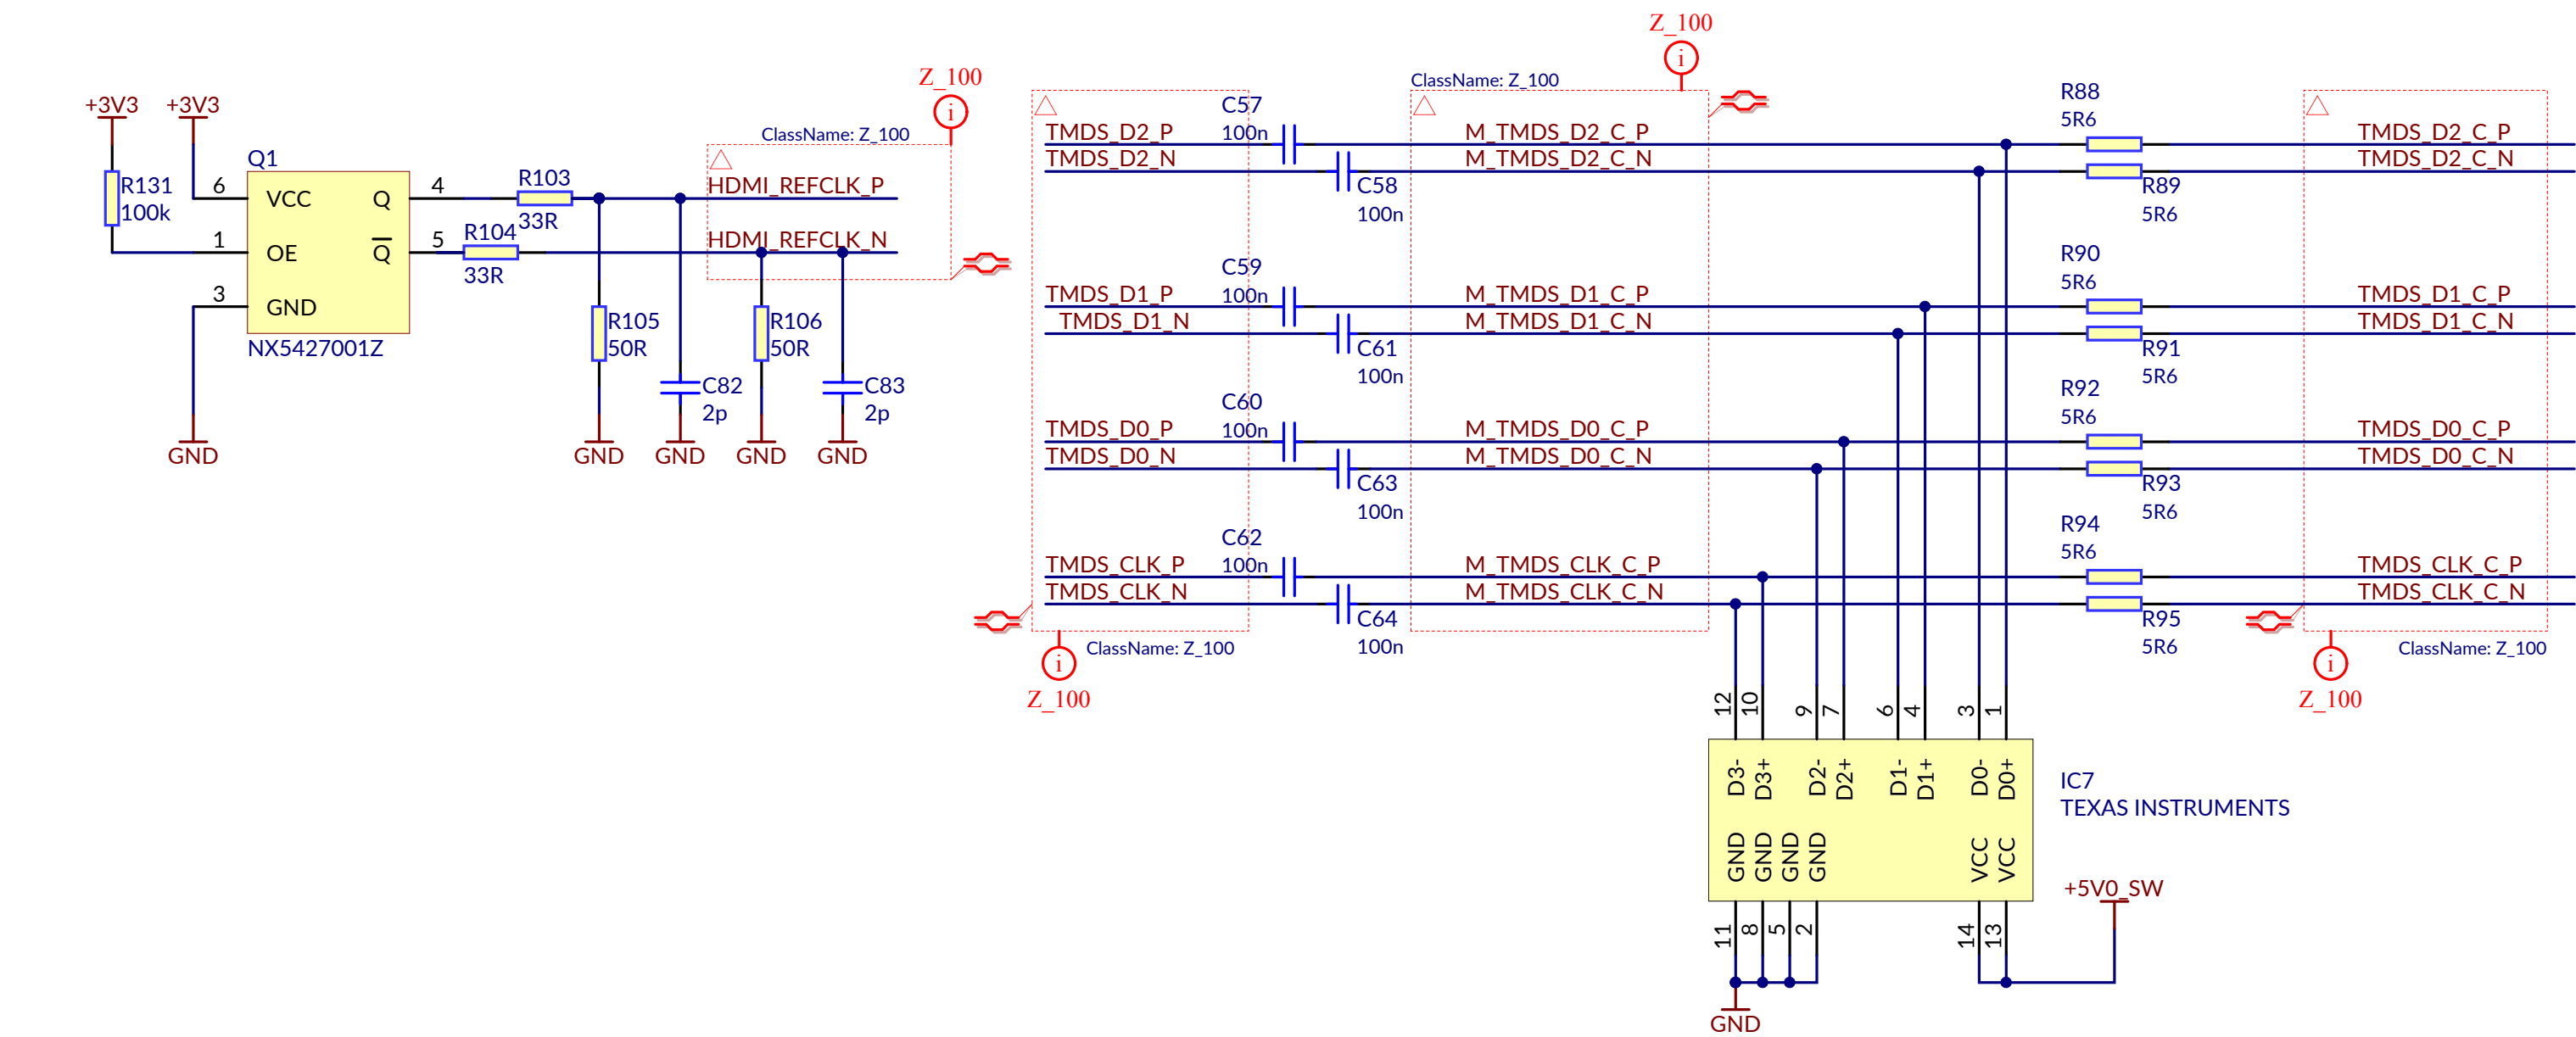 +3V3
+3V3
R131
100k
Q1
6
VCC
Q
4
1
OE
Q
5
3
GND
NX5427001Z
GND
R103
33R
R104
33R
ClassName: Z_100
Z_100
i
HDMI_REFCLK_P
HDMI_REFCLK_N
R105
50R
C82
2p
R106
50R
C83
2p
GND
GND
GND
GND
TMDS_D2_P
TMDS_D2_N
C57
100n
C58
100n
TMDS_D1_P
TMDS_D1_N
C59
100n
C61
100n
TMDS_D0_P
TMDS_D0_N
C60
100n
C63
100n
TMDS_CLK_P
TMDS_CLK_N
C62
100n
C64
100n
ClassName: Z_100
i
Z_100
Z_100
i
ClassName: Z_100
M_TMDS_D2_C_P
M_TMDS_D2_C_N
M_TMDS_D1_C_P
M_TMDS_D1_C_N
M_TMDS_D0_C_P
M_TMDS_D0_C_N
M_TMDS_CLK_C_P
M_TMDS_CLK_C_N
R88
5R6
R89
5R6
R90
5R6
R91
5R6
R92
5R6
R93
5R6
R94
5R6
R95
5R6
TMDS_D2_C_P
TMDS_D2_C_N
TMDS_D1_C_P
TMDS_D1_C_N
TMDS_D0_C_P
TMDS_D0_C_N
TMDS_CLK_C_P
TMDS_CLK_C_N
ClassName: Z_100
i
Z_100
12 10 9 7 6 4 3 1
D3- D3+ D2- D2+ D1- D1+ D0- D0+
GND GND GND GND VCC VCC
11 8 5 2 14 13
IC7
TEXAS INSTRUMENTS
+5V0_SW
GND